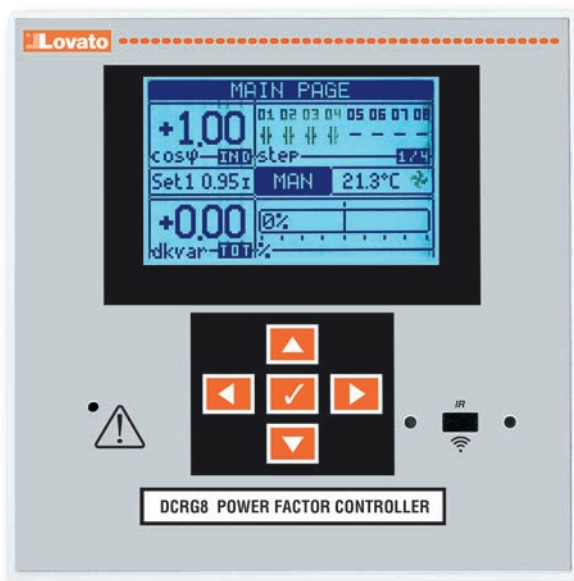 Lovato
MAIN PAGE
+1.00
01 02 03 04 05 06 07 08
cosφ IND step 1/4
Set1 0.95I MAN 21.3°C
+0.00 0%
dkvar TOT %
IR
DCRG8 POWER FACTOR CONTROLLER